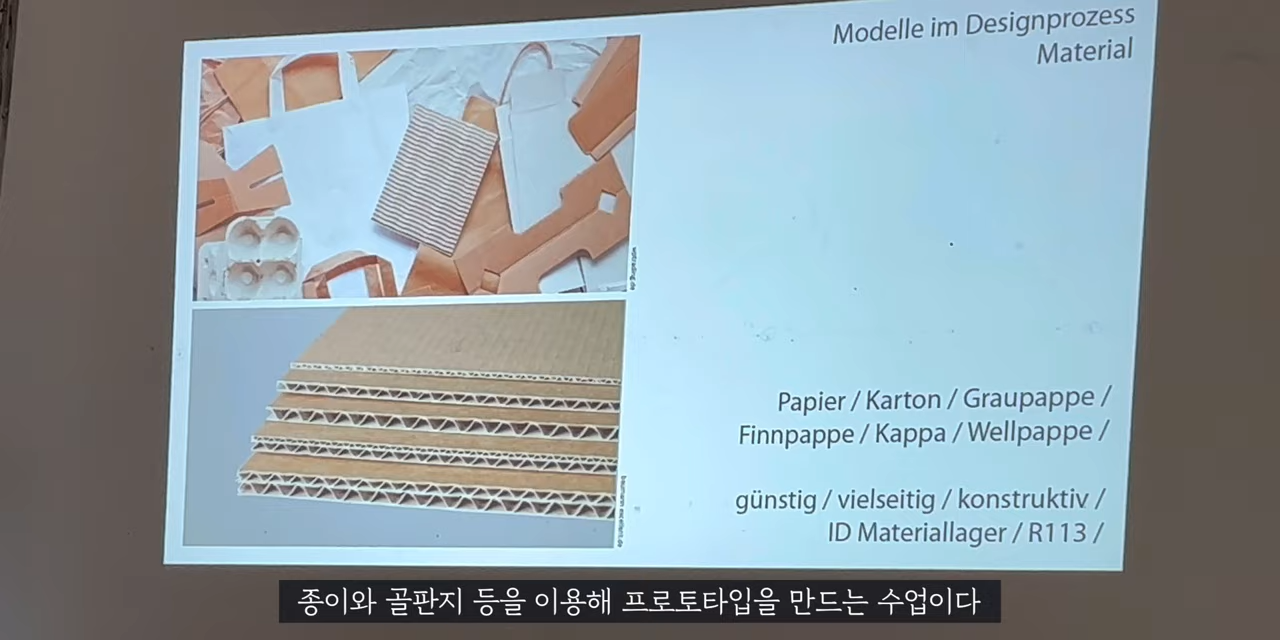 Modelle im Designprozess
Material
Papier / Karton / Graupappe /
Finnpappe / Kappa / Wellpappe /
günstig / vielseitig / konstruktiv /
ID Materiallager / R113 /
종이와 골판지 등을 이용해 프로토타입을 만드는 수업이다